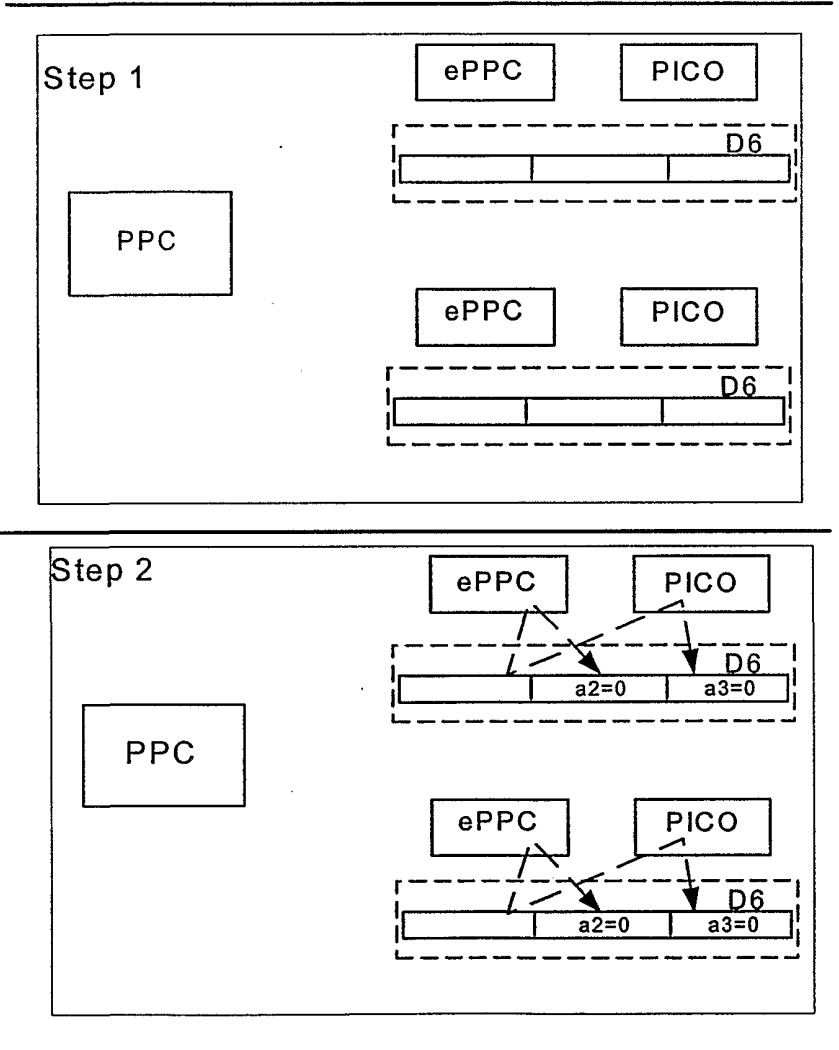 Step 1
ePPC
PICO
D6
PPC
ePPC
PICO
D6
Step 2
ePPC
PICO
D6
a2=0
a3=0
PPC
ePPC
PICO
D6
a2=0
a3=0